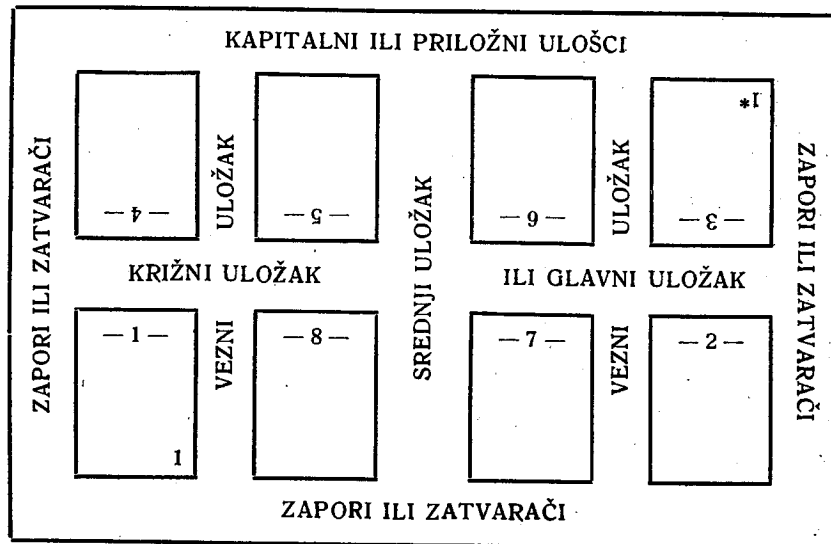 KAPITALNI ILI PRILOŽNI ULOŠCI
ZAPORI ILI ZATVARAČI
— 4 —
ULOŽAK
— 5 —
SREDNJI ULOŽAK
— 6 —
ULOŽAK
1*
— 3 —
ZAPORI ILI ZATVARAČI
KRIŽNI ULOŽAK
ILI GLAVNI ULOŽAK
— 1 —
1
VEZNI
— 8 —
— 7 —
VEZNI
— 2 —
ZAPORI ILI ZATVARAČI